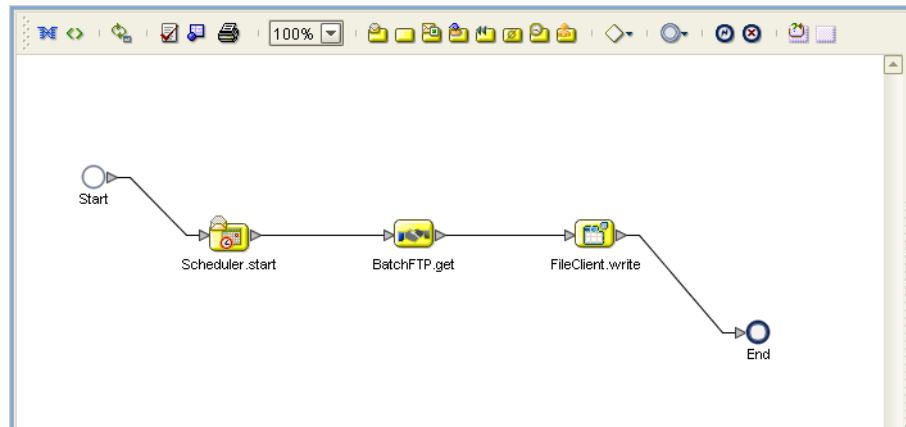 100%
Start
Scheduler.start
BatchFTP.get
FileClient.write
End